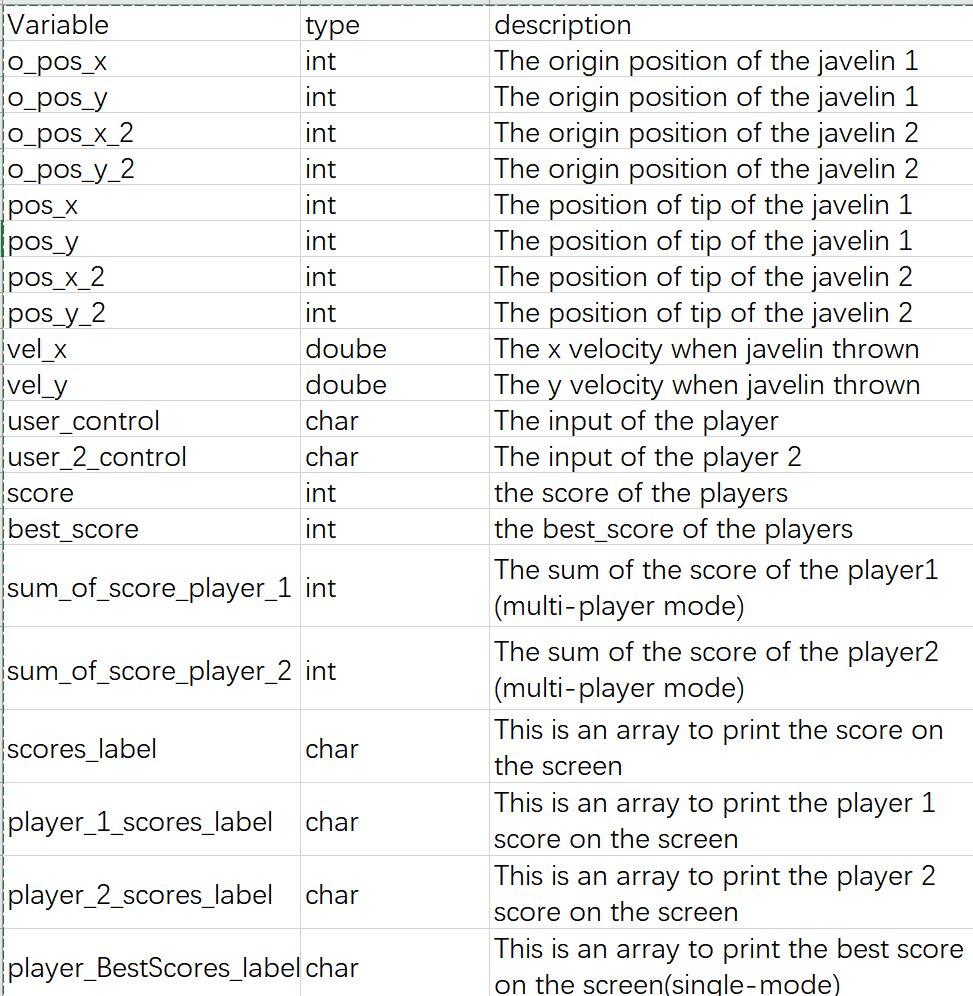 Variable type description
o_pos_x int The origin position of the javelin 1
o_pos_y int The origin position of the javelin 1
o_pos_x_2 int The origin position of the javelin 2
o_pos_y_2 int The origin position of the javelin 2
pos_x int The position of tip of the javelin 1
pos_y int The position of tip of the javelin 1
pos_x_2 int The position of tip of the javelin 2
pos_y_2 int The position of tip of the javelin 2
vel_x doube The x velocity when javelin thrown
vel_y doube The y velocity when javelin thrown
user_control char The input of the player
user_2_control char The input of the player 2
score int the score of the players
best_score int the best_score of the players
sum_of_score_player_1 int The sum of the score of the player1
(multi-player mode)
sum_of_score_player_2 int The sum of the score of the player2
(multi-player mode)
scores_label char This is an array to print the score on
the screen
player_1_scores_label char This is an array to print the player 1
score on the screen
player_2_scores_label char This is an array to print the player 2
score on the screen
player_BestScores_label char This is an array to print the best score
on the screen(single-mode)